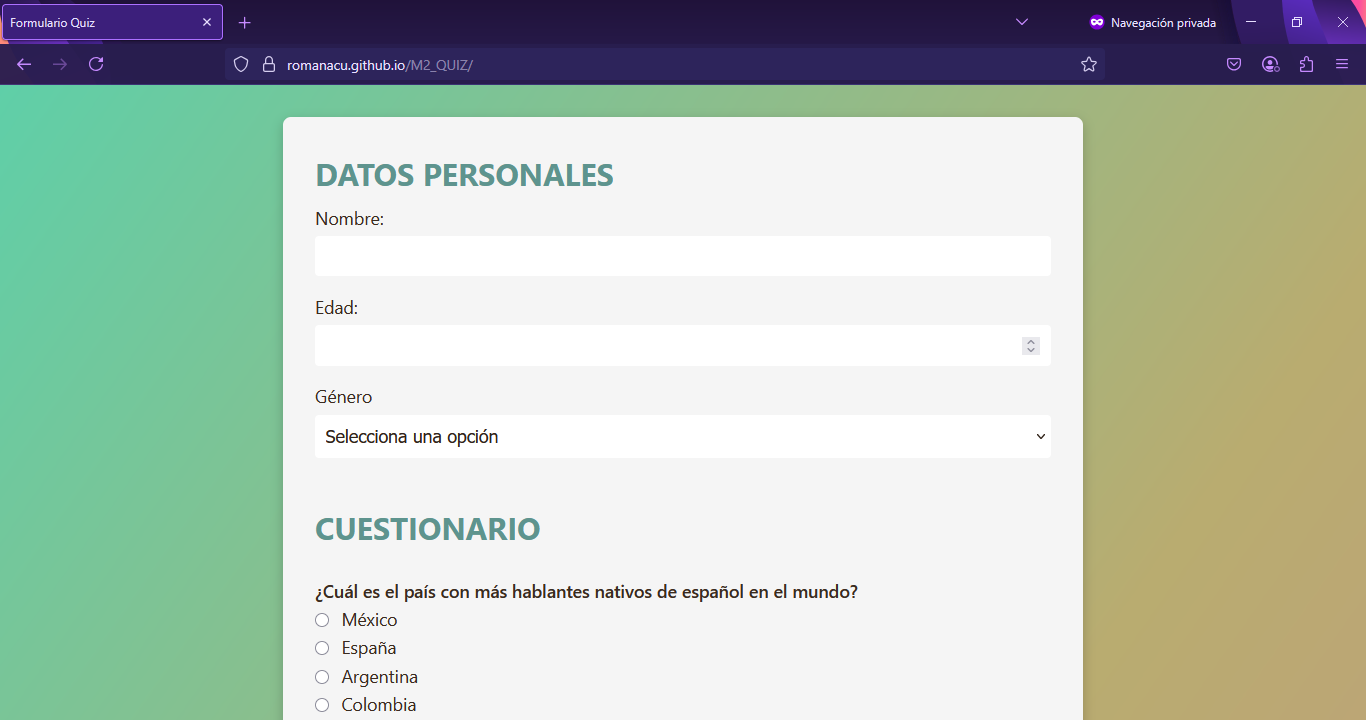 Formulario Quiz
Navegación privada
romanacu.github.io/M2_QUIZ/
DATOS PERSONALES
Nombre:
Edad:
Género
Selecciona una opción
CUESTIONARIO
¿Cuál es el país con más hablantes nativos de español en el mundo?
México
España
Argentina
Colombia